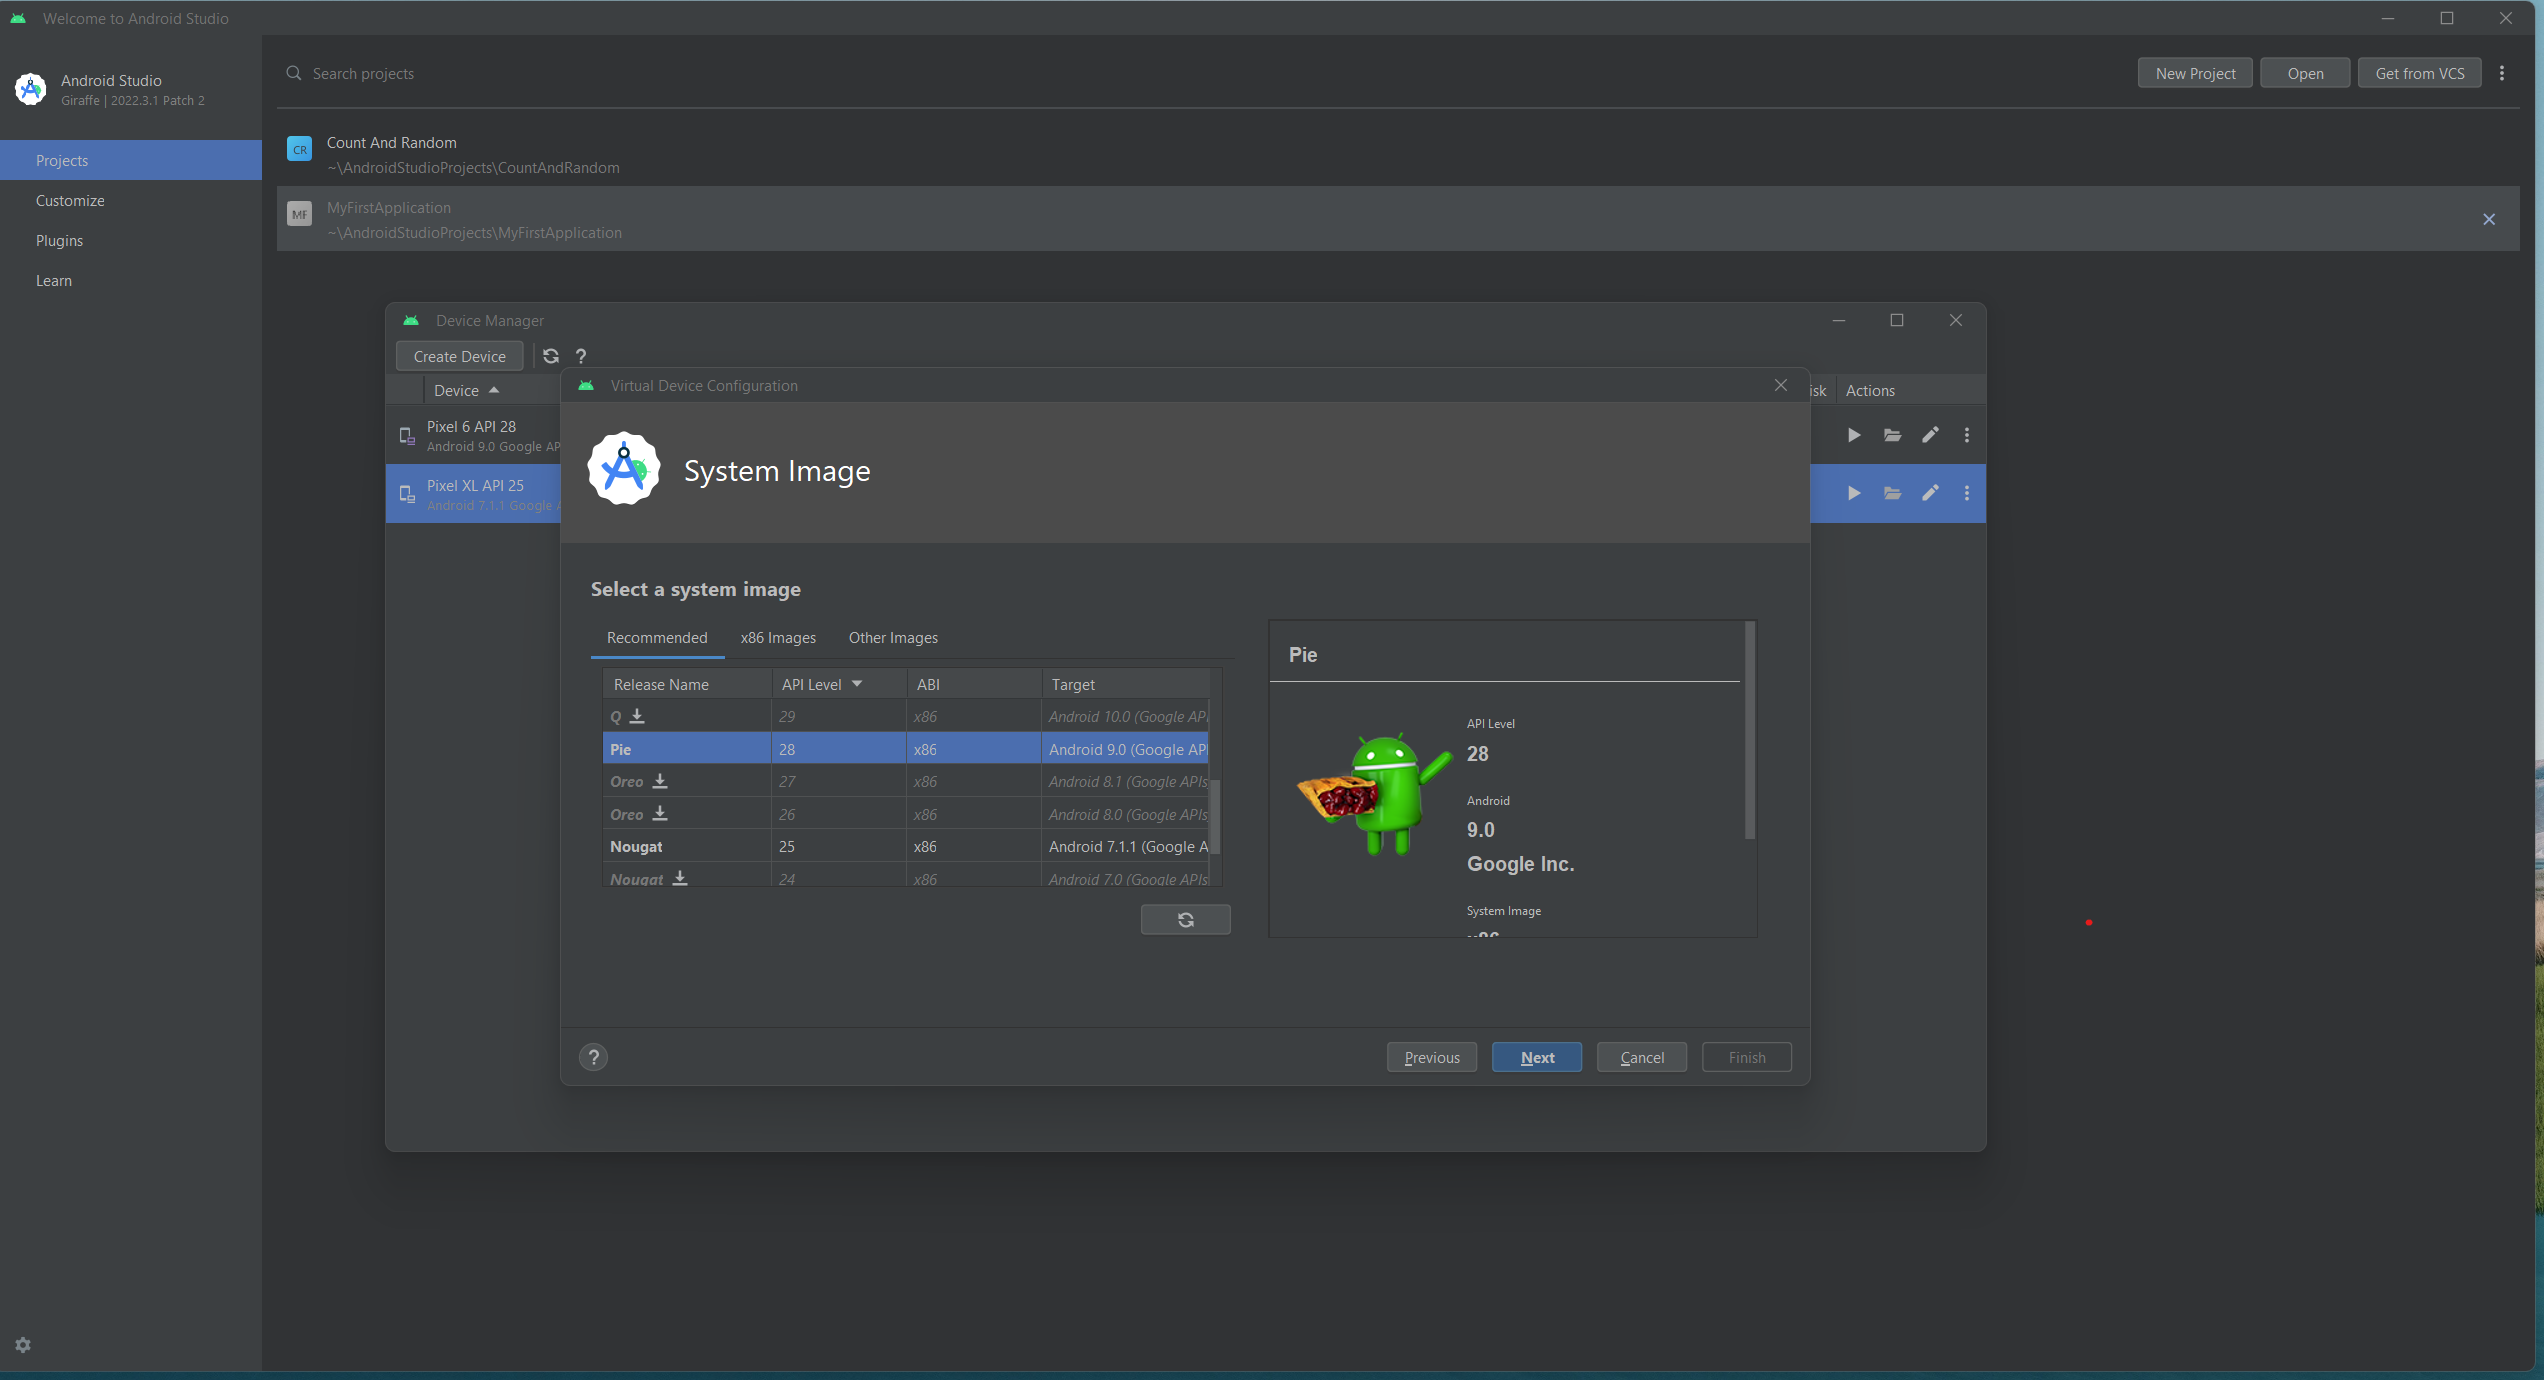 Welcome to Android Studio
Android Studio
Giraffe | 2022.3.1 Patch 2
Projects
Customize
Plugins
Learn
Search projects
New Project
Open
Get from VCS
CR
Count And Random
~\AndroidStudioProjects\CountAndRandom
MF
MyFirstApplication
~\AndroidStudioProjects\MyFirstApplication
Device Manager
Create Device
?
Device
Actions
Pixel 6 API 28
Android 9.0 Google
Pixel XL API 25
Android 7.1.1 Google
Virtual Device Configuration
System Image
Select a system image
Recommended x86 Images Other Images
Release Name API Level ABI Target
Q 29 x86 Android 10.0 (Google
Pie 28 x86 Android 9.0 (Google
Oreo 27 x86 Android 8.1 (Google APIs
Oreo 26 x86 Android 8.0 (Google APIs
Nougat 25 x86 Android 7.1.1 (Google
Nougat 24 x86 Android 7.0 (Google APIs
Pie
API Level
28
Android
9.0
Google Inc.
System Image
?
Previous
Next
Cancel
Finish